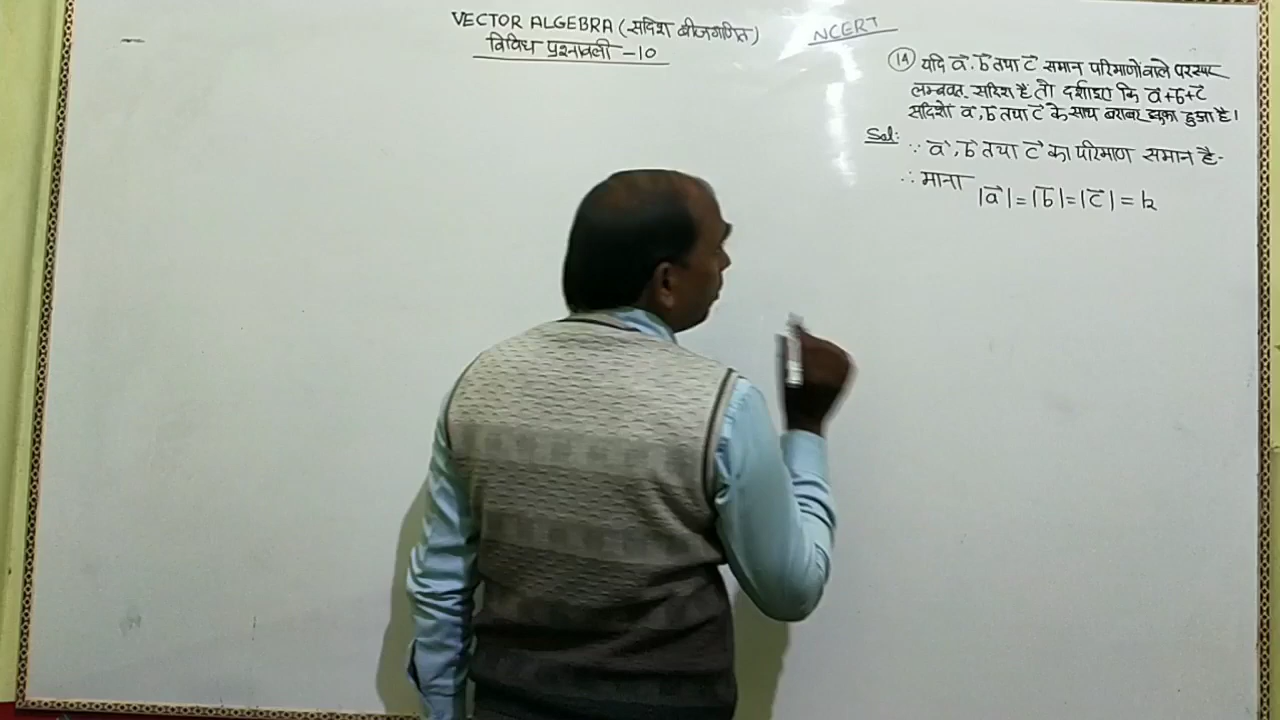 VECTOR ALGEBRA (सदिश बीजगणित)
विविध प्रश्नावली -10
NCERT
(14) यदि a⃗, b⃗ तथा c⃗ समान परिमाणों वाले परस्पर
लम्बवत् सदिश हैं तो दर्शाइए कि a⃗+b⃗+c⃗
सदिशों a⃗, b⃗ तथा c⃗ के साथ बराबर झुका हुआ है।
Sol:
∵ a⃗, b⃗ तथा c⃗ का परिमाण समान है-
∴ माना
|a⃗| = |b⃗| = |c⃗| = k